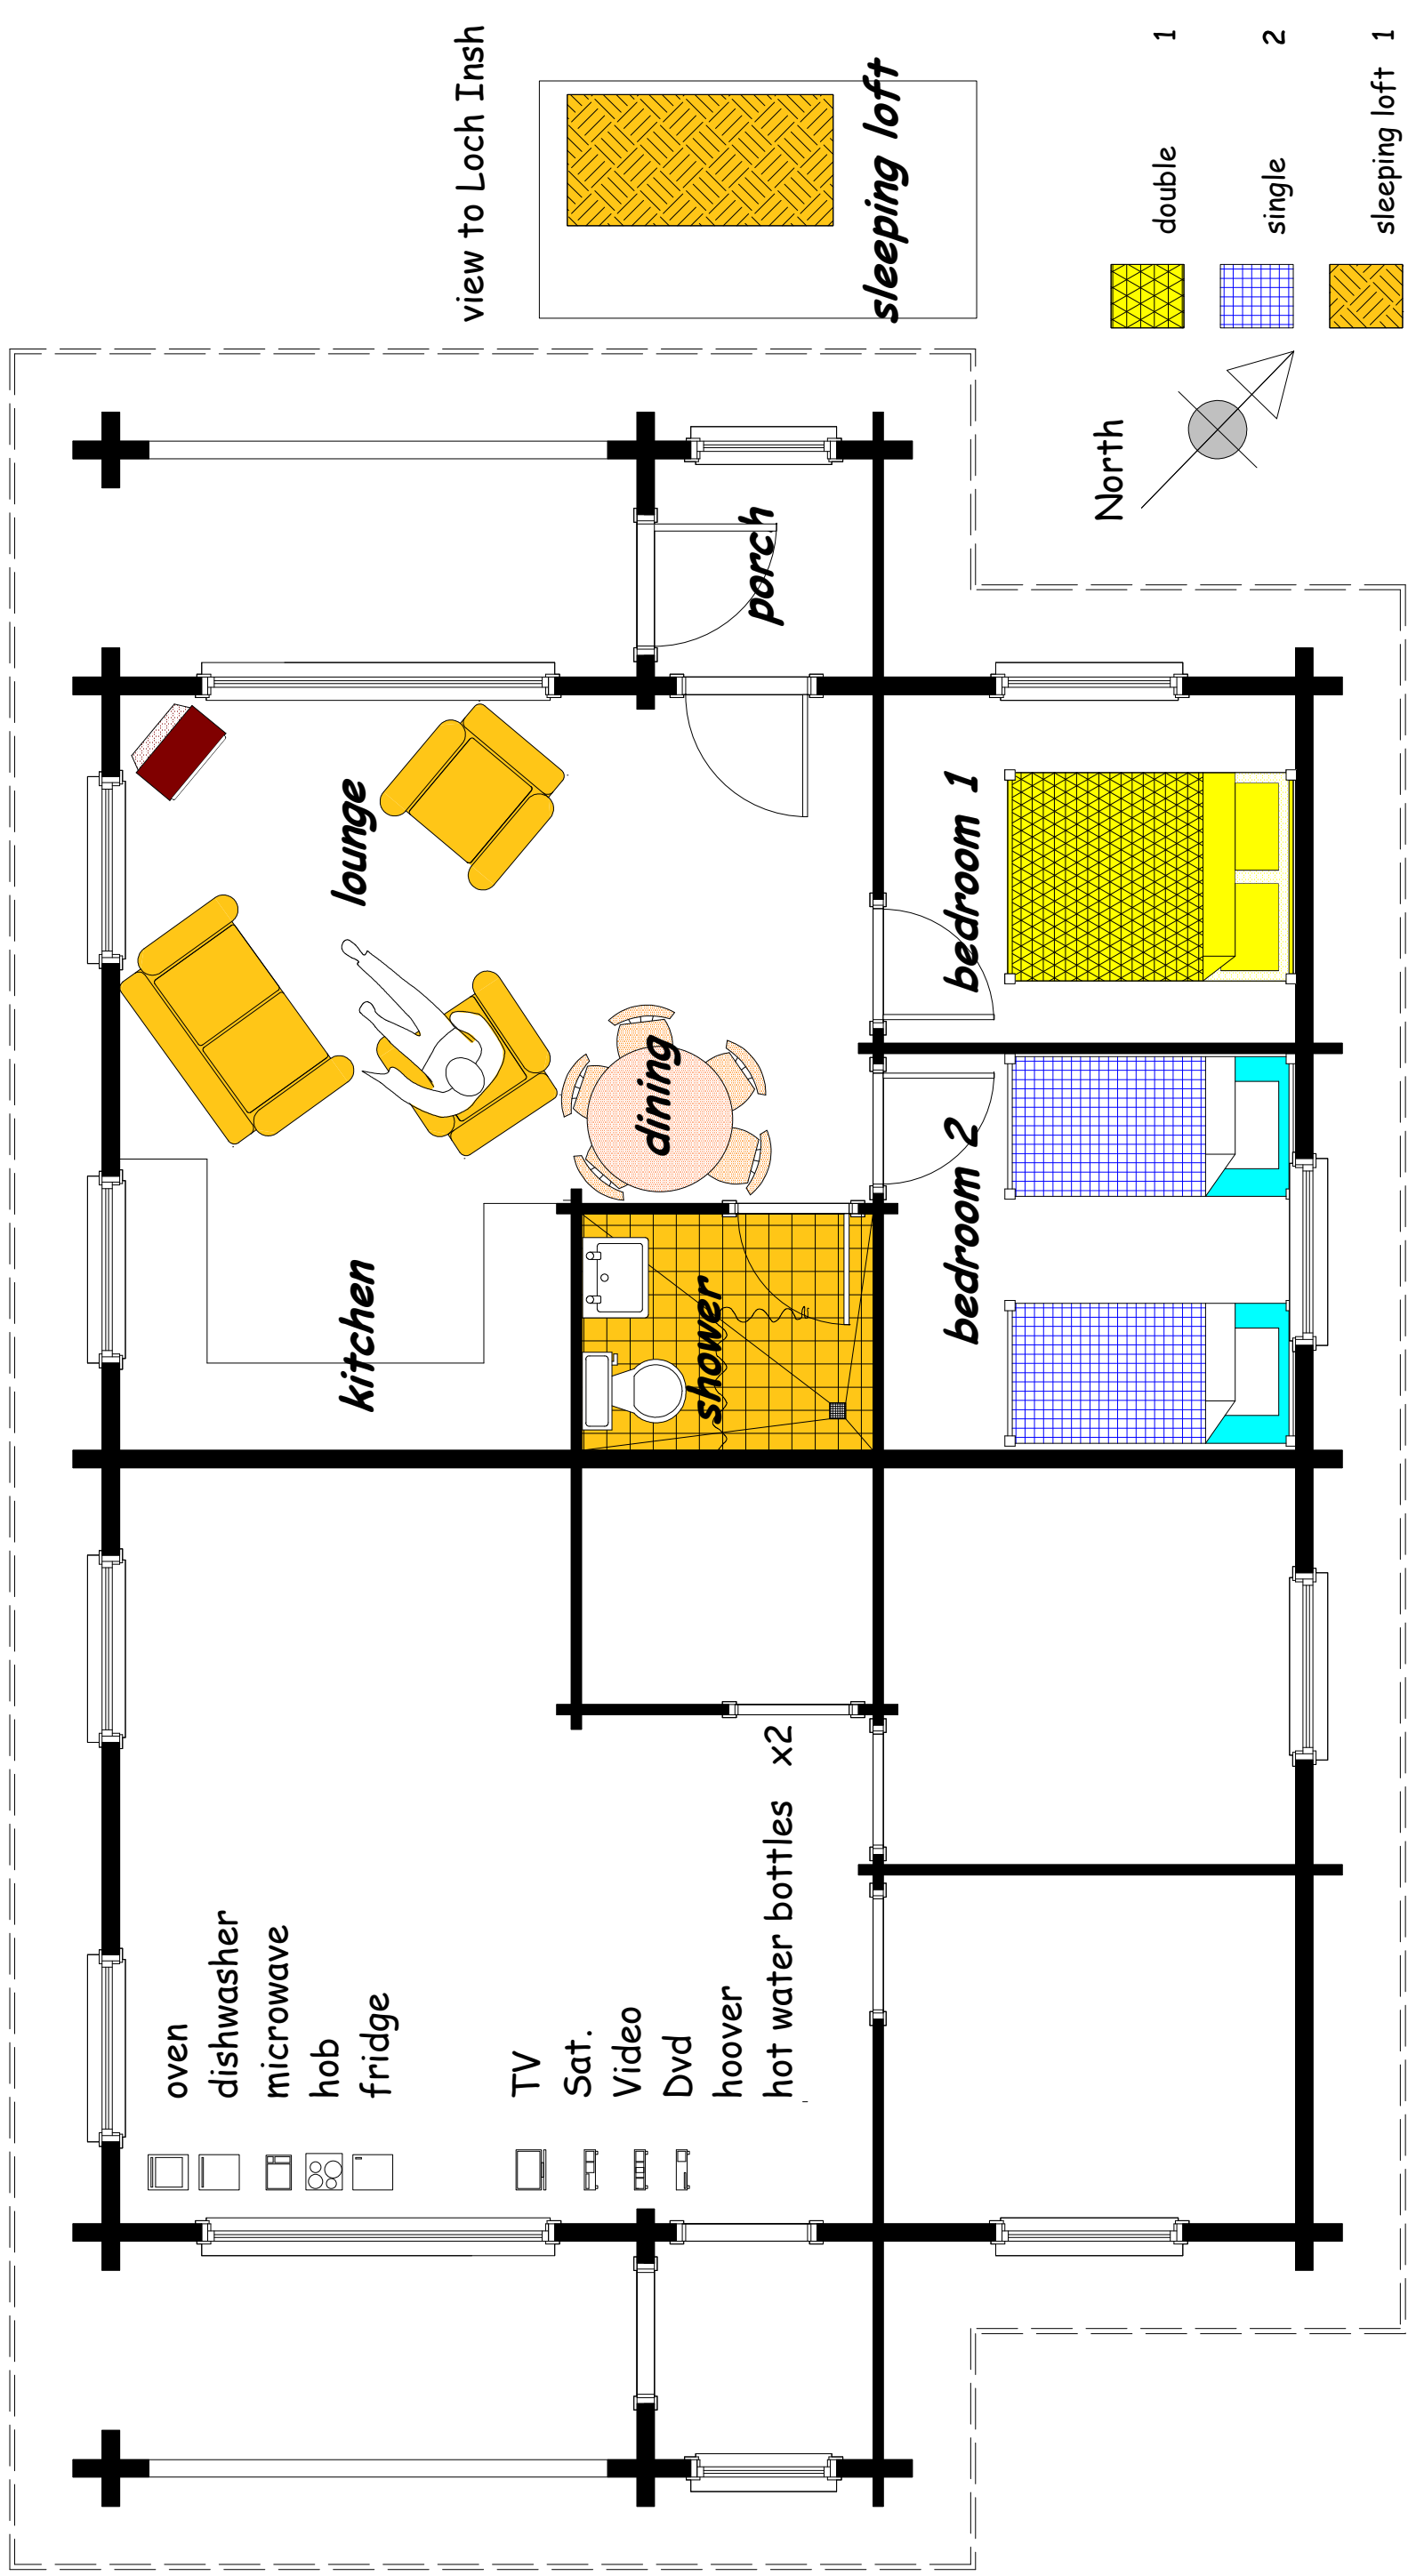 view to Loch Insh
sleeping loft
double 1
single 2
sleeping loft 1
North
porch
lounge
bedroom 1
dining
bedroom 2
kitchen
shower
oven
dishwasher
microwave
hob
fridge
TV
Sat.
Video
Dvd
hoover
hot water bottles x2